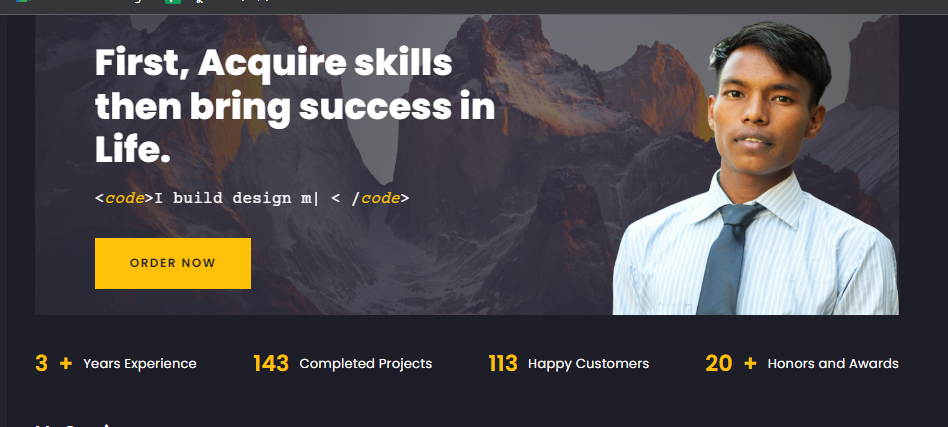 First, Acquire skills
then bring success in
Life.
<code>I build design m| < /code>
ORDER NOW
3 + Years Experience
143 Completed Projects
113 Happy Customers
20 + Honors and Awards